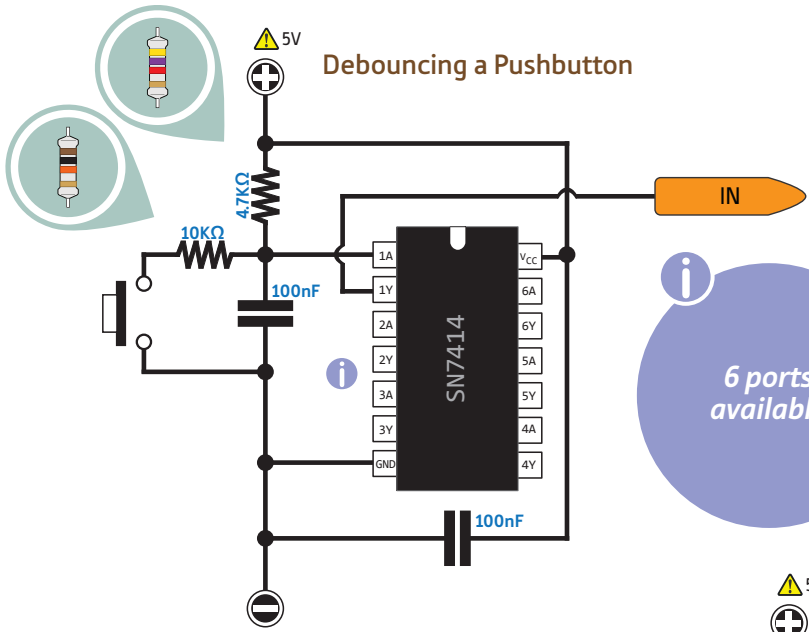 5V
Debouncing a Pushbutton
4.7KΩ
IN
10KΩ
1A
VCC
100nF
1Y
6A
2A
6Y
SN7414
2Y
5A
3A
5Y
3Y
4A
GND
4Y
6 ports
availabl
100nF
5